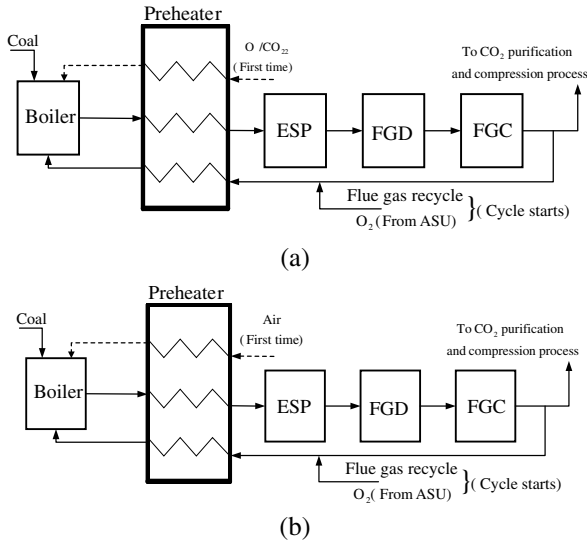 Preheater
Coal
O /CO₂₂
( First time)
To CO₂ purification
and compression process
Boiler
ESP
FGD
FGC
Flue gas recycle
O₂ ( From ASU)
}( Cycle starts)
(a)
Preheater
Coal
Air
( First time)
To CO₂ purification
and compression process
Boiler
ESP
FGD
FGC
Flue gas recycle
O₂( From ASU)
}( Cycle starts)
(b)